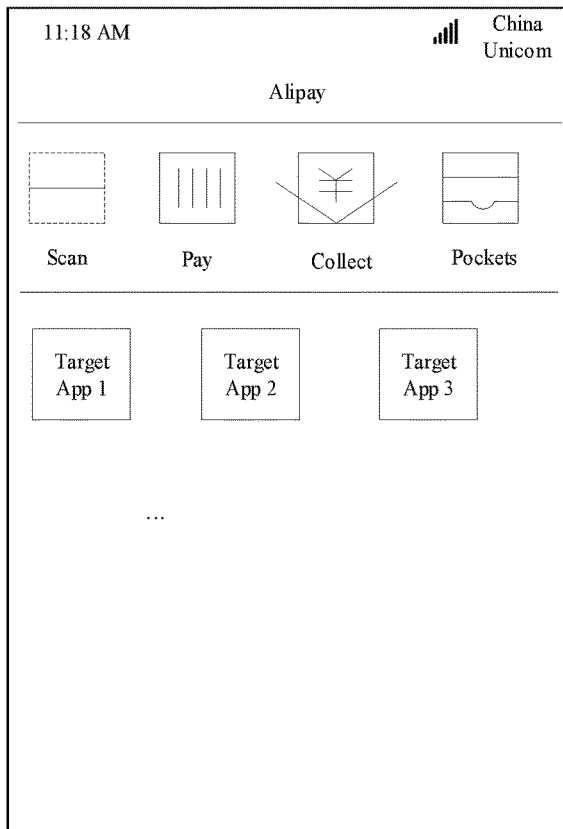 11:18 AM
China
Unicom
Alipay
¥
Scan
Pay
Collect
Pockets
Target
App 1
Target
App 2
Target
App 3
...